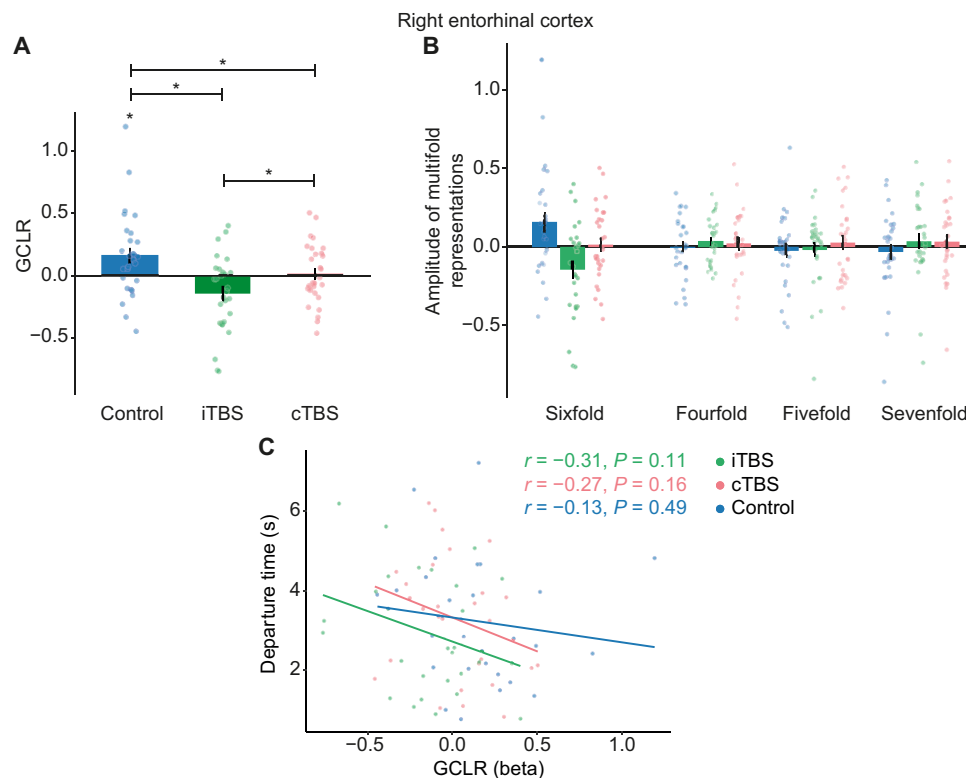 Right entorhinal cortex
A
*
*
*
*
1.0
0.5
0.0
−0.5
GCLR
Control iTBS cTBS
B
1.0
0.5
0.0
−0.5
Amplitude of multifold
representations
Sixfold Fourfold Fivefold Sevenfold
C
r = −0.31, P = 0.11 iTBS
r = −0.27, P = 0.16 cTBS
r = −0.13, P = 0.49 Control
6
4
2
Departure time (s)
−0.5 0.0 0.5 1.0
GCLR (beta)